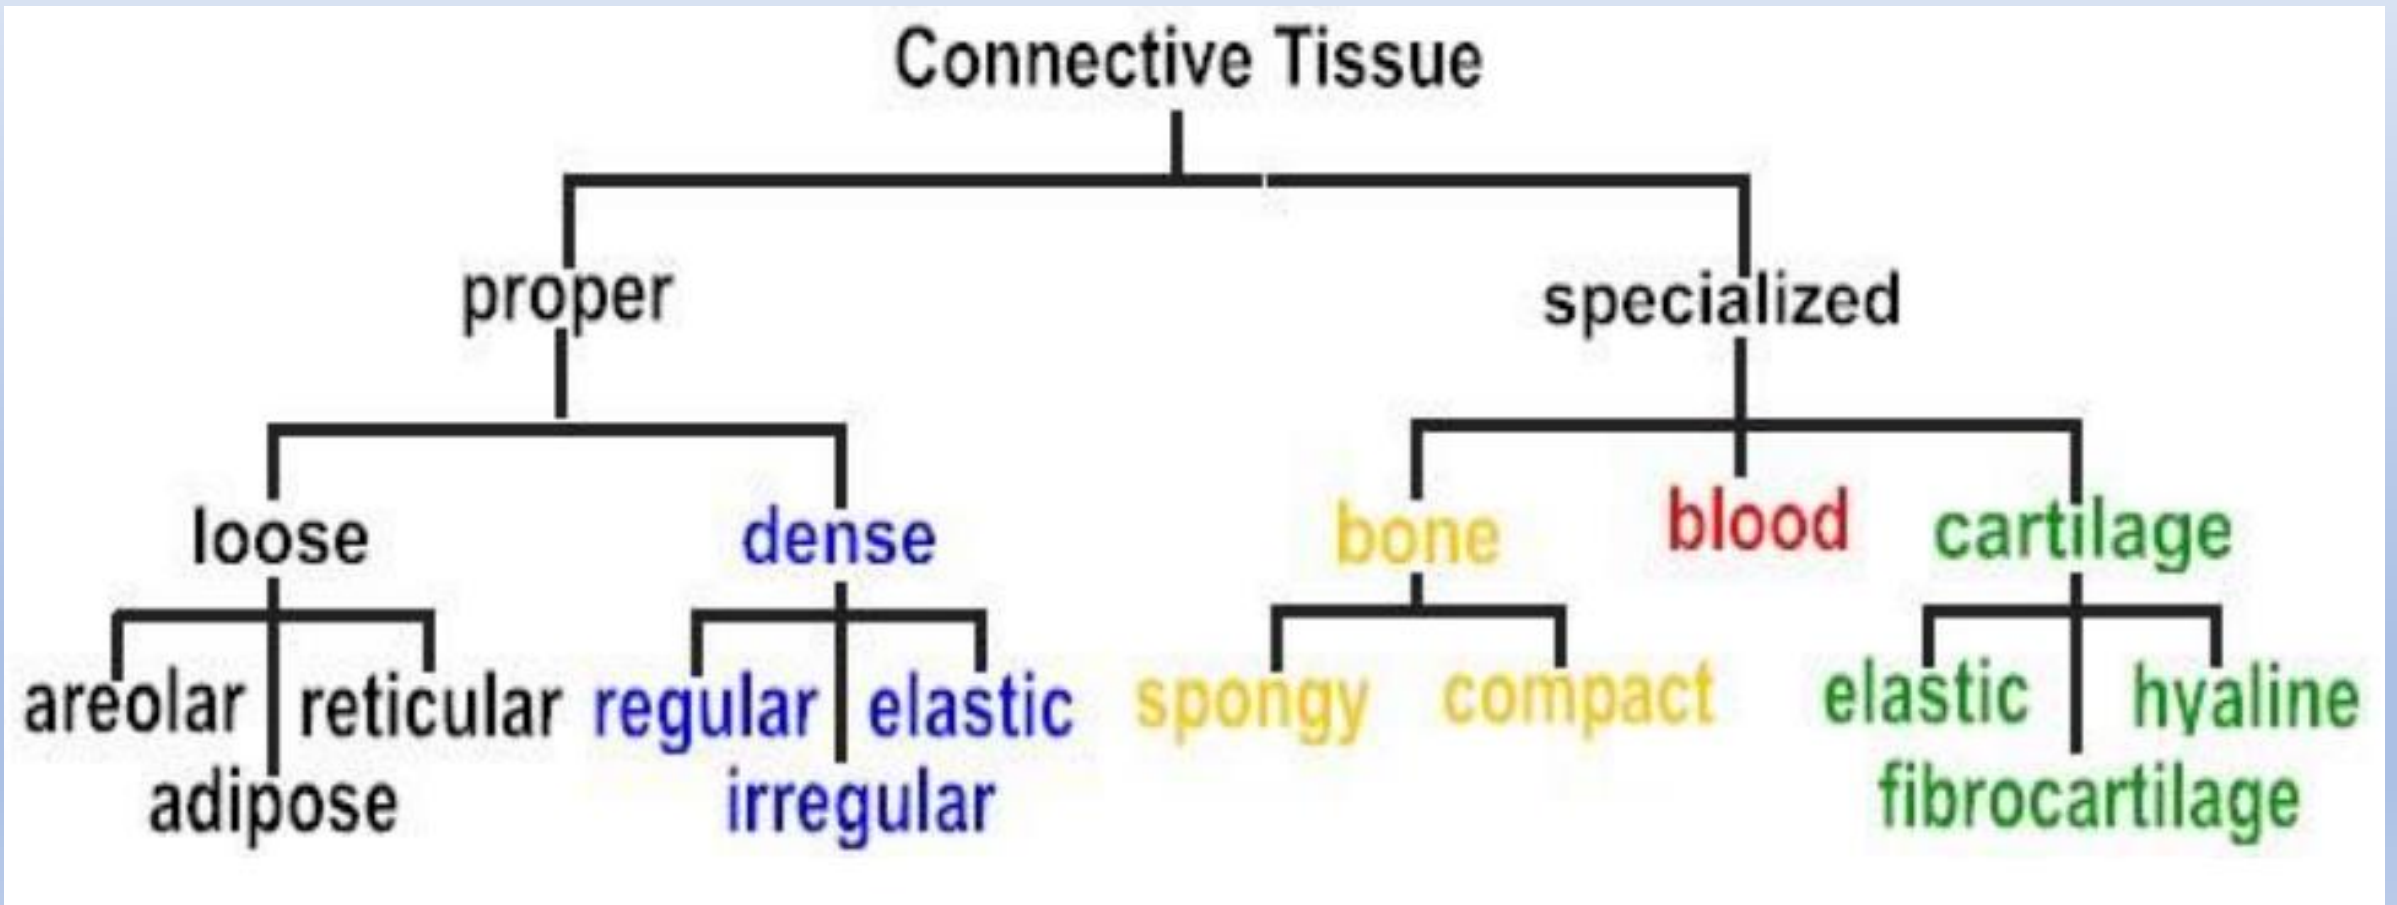 Connective Tissue
proper
specialized
loose
dense
bone
blood
cartilage
areolar
reticular
adipose
regular
elastic
irregular
spongy
compact
elastic
hyaline
fibrocartilage